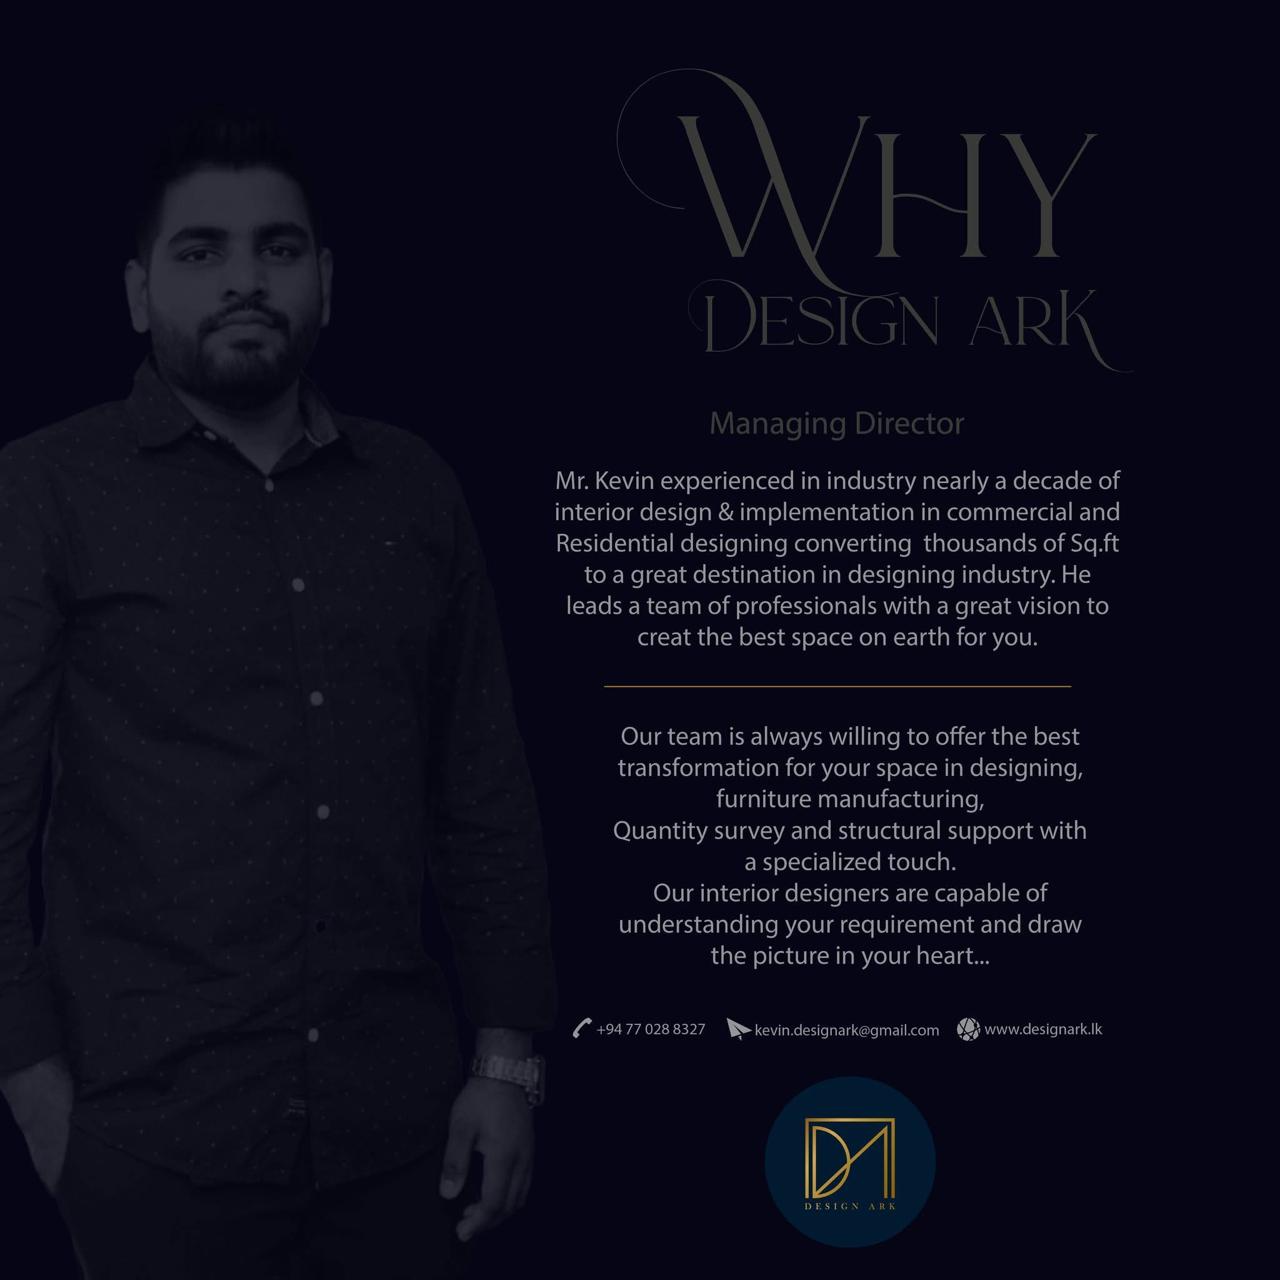 WHY
DESIGN ARK
Managing Director
Mr. Kevin experienced in industry nearly a decade of
interior design & implementation in commercial and
Residential designing converting  thousands of Sq.ft
to a great destination in designing industry. He
leads a team of professionals with a great vision to
creat the best space on earth for you.
Our team is always willing to offer the best
transformation for your space in designing,
furniture manufacturing,
Quantity survey and structural support with
a specialized touch.
Our interior designers are capable of
understanding your requirement and draw
the picture in your heart...
+94 77 028 8327 kevin.designark@gmail.com www.designark.lk
DA
DESIGN ARK